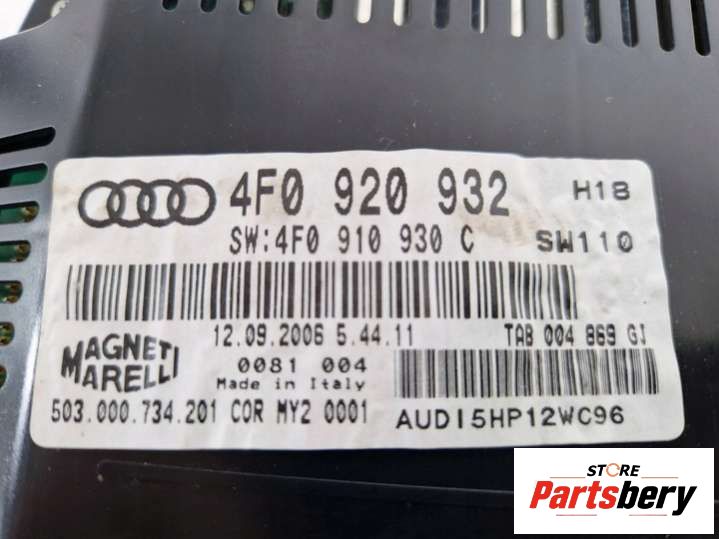 4F0 920 932 H18
SW:4F0 910 930 C SW110
12.09.2006 5.44.11 TAB 004 869 GJ
MAGNETI MARELLI
0081 004
Made in Italy
503.000.734.201 COR MY2 0001
AUDI5HP12WC96
STORE
Partsbery